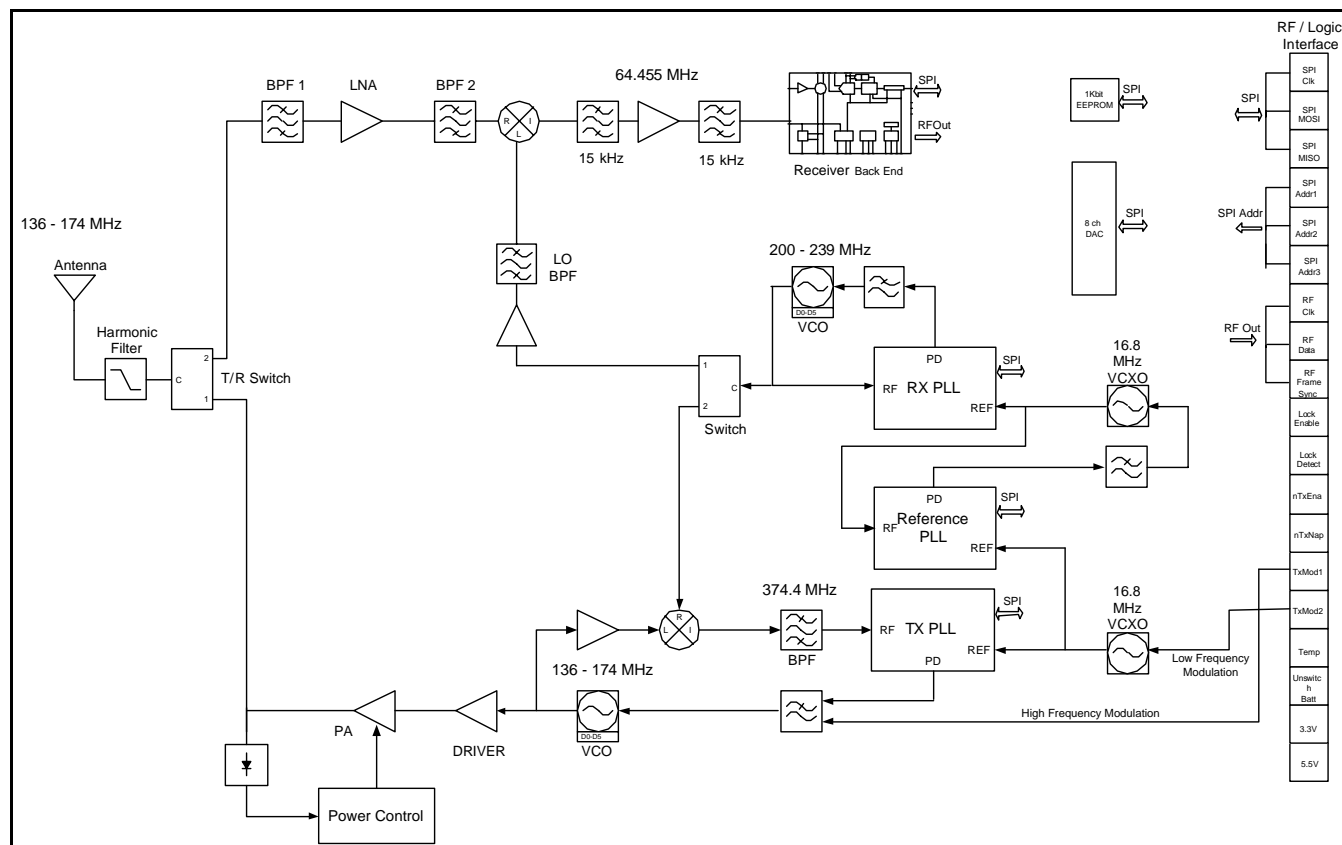 RF / Logic
Interface
64.455 MHz
BPF 1
LNA
BPF 2
R
I
L
15 kHz
15 kHz
SPI
RFOut
Receiver Back End
1Kbit
EEPROM
SPI
8 ch
DAC
SPI
SPI
SPI
Clk
SPI
MOSI
SPI
MISO
SPI Addr
SPI
Addr1
SPI
Addr2
SPI
Addr3
RF Out
RF
Clk
RF
Data
RF
Frame
Sync
Lock
Enable
Lock
Detect
nTxEna
nTxNap
TxMod1
TxMod2
Temp
Unswitc
h
Batt
3.3V
5.5V
136 - 174 MHz
Antenna
Harmonic
Filter
C
2
1
T/R Switch
LO
BPF
200 - 239 MHz
D0-D5
VCO
1
C
2
Switch
PD
RF
RX PLL
REF
SPI
16.8
MHz
VCXO
PD
RF
Reference
PLL
REF
SPI
374.4 MHz
R
L
I
BPF
RF
TX PLL
REF
PD
SPI
16.8
MHz
VCXO
Low Frequency
Modulation
High Frequency Modulation
136 - 174 MHz
D0-D5
VCO
DRIVER
PA
Power Control